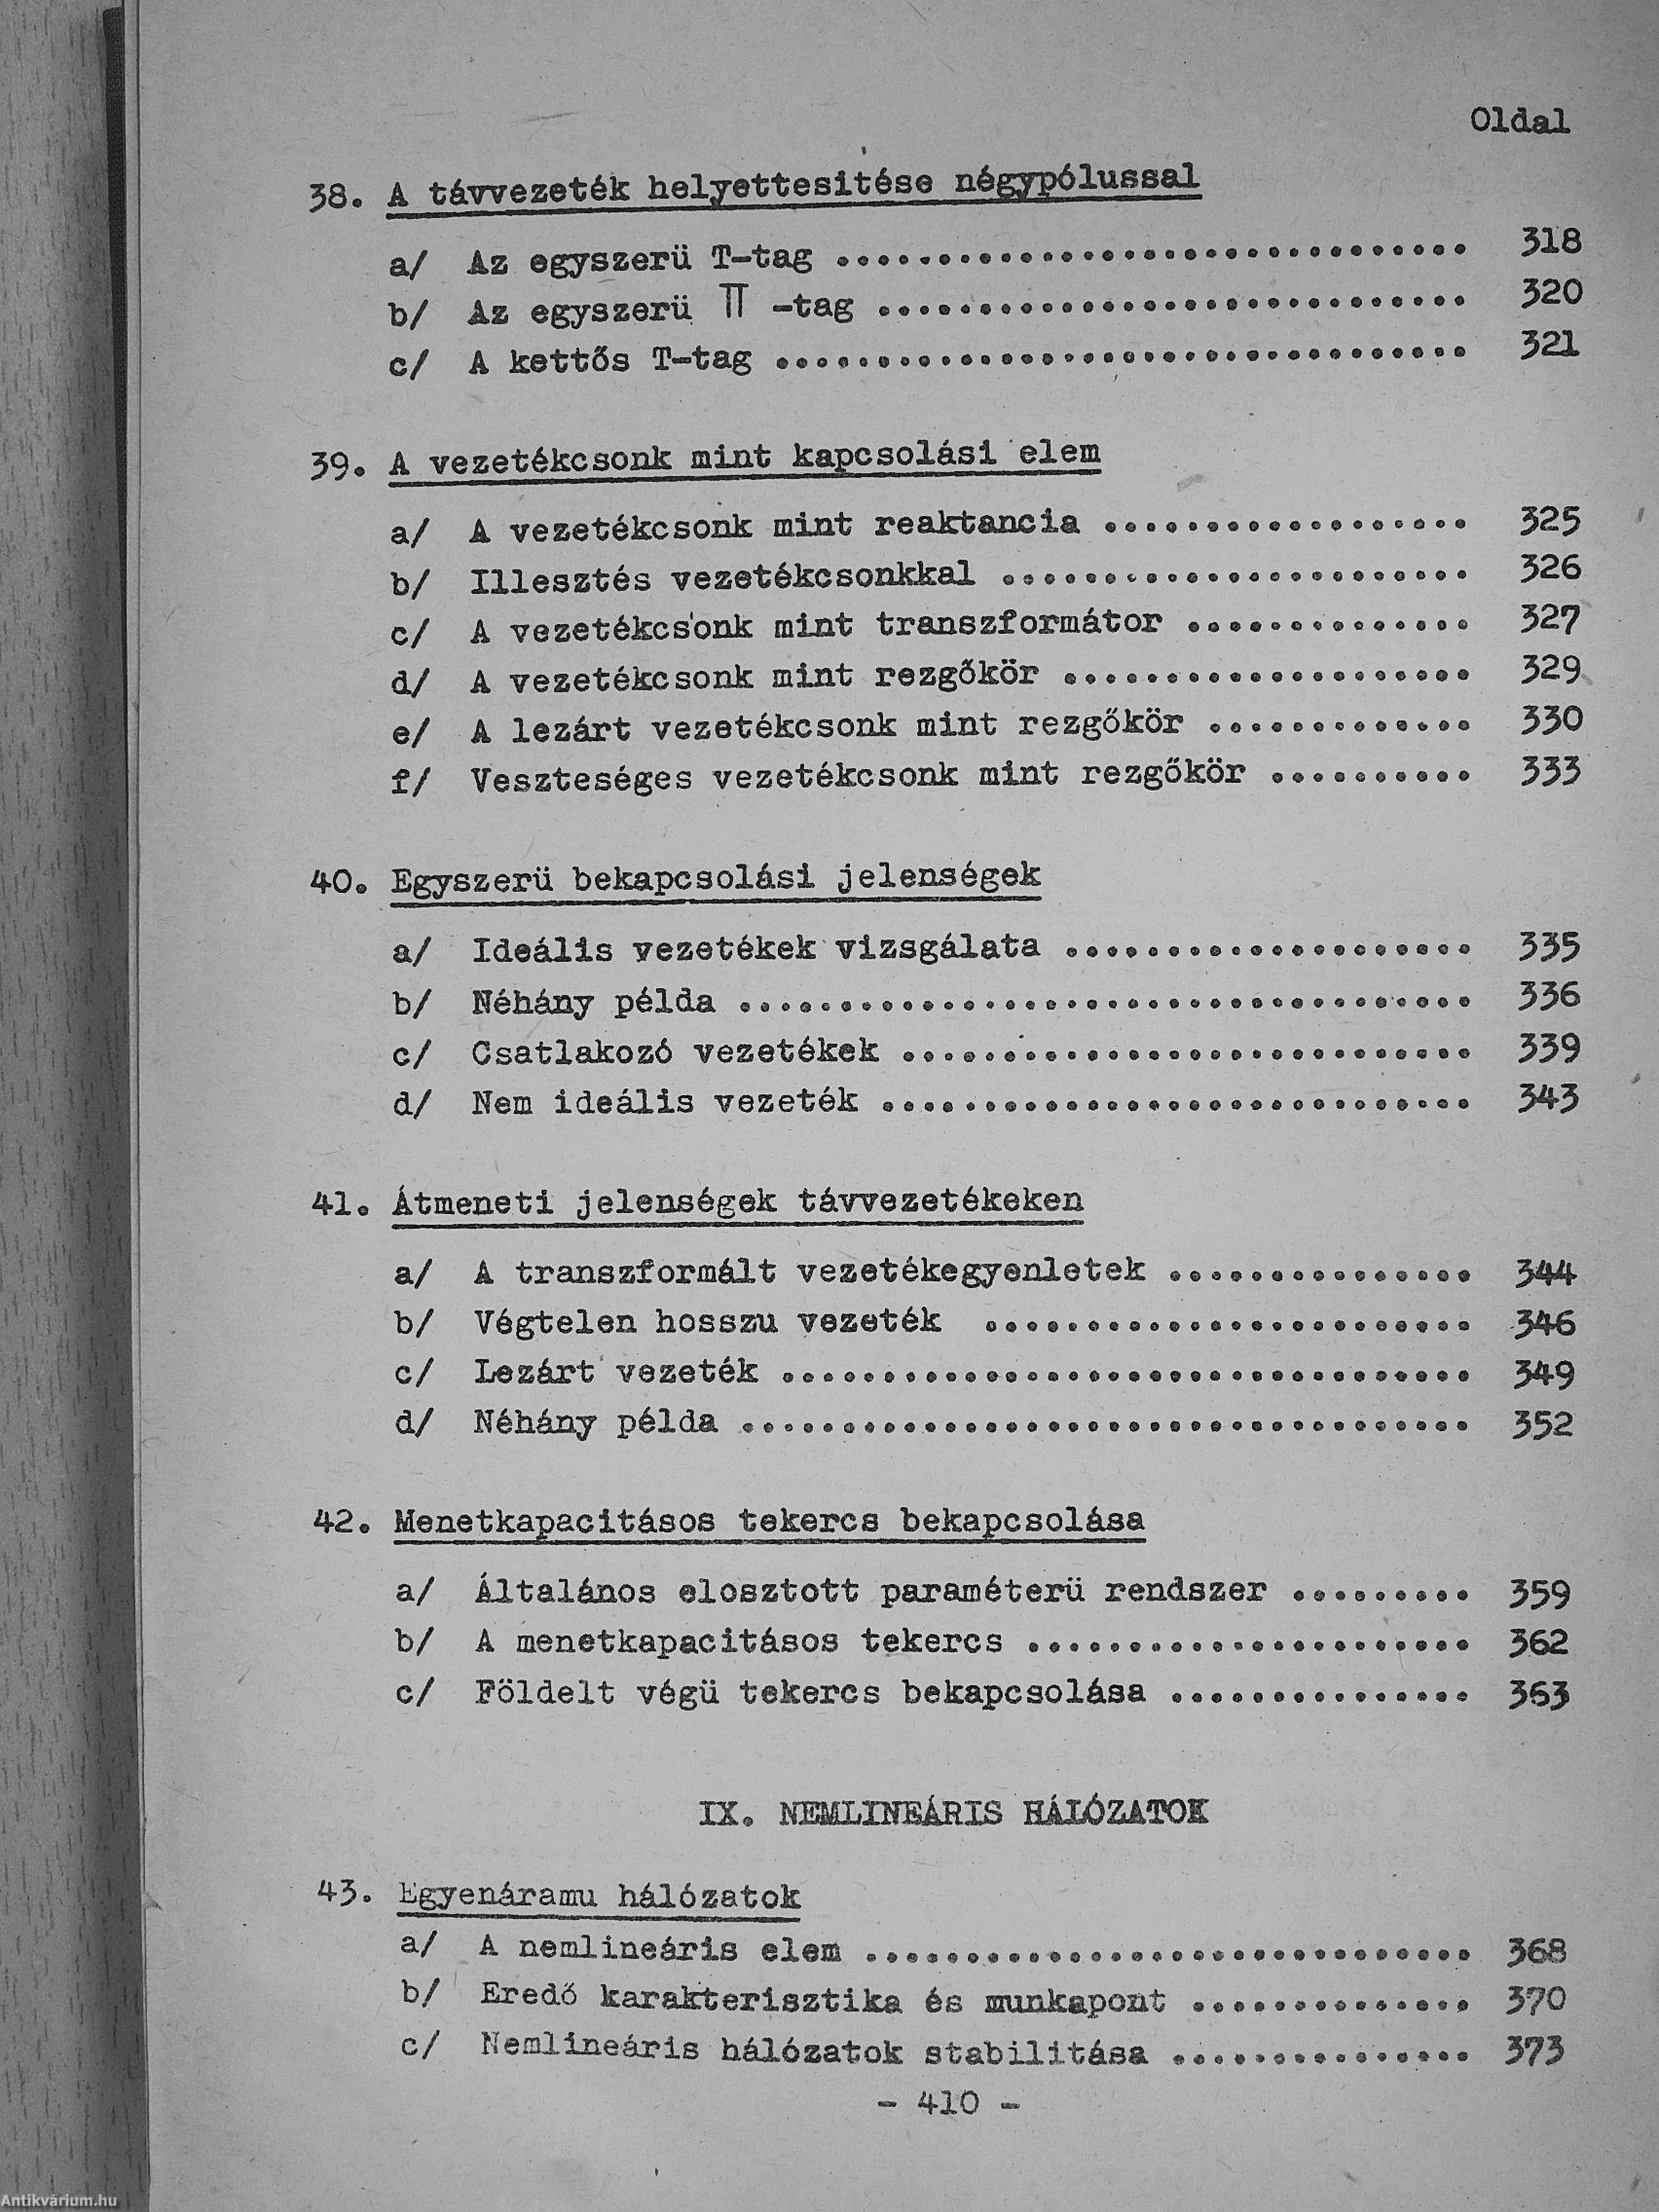 Oldal
38. A távvezeték helyettesitése négypólussal
a/ Az egyszerü T-tag ................................ 318
b/ Az egyszerü TT -tag .............................. 320
c/ A kettős T-tag ................................... 321
39. A vezetékcsonk mint kapcsolási elem
a/ A vezetékcsonk mint reaktancia .................. 325
b/ Illesztés vezetékcsonkkal ....................... 326
c/ A vezetékcsonk mint transzformátor .............. 327
d/ A vezetékcsonk mint rezgőkör .................... 329
e/ A lezárt vezetékcsonk mint rezgőkör ............. 330
f/ Veszteséges vezetékcsonk mint rezgőkör .......... 333
40. Egyszerü bekapcsolási jelenségek
a/ Ideális vezetékek vizsgálata .................... 335
b/ Néhány példa .................................... 336
c/ Csatlakozó vezetékek ............................ 339
d/ Nem ideális vezeték ............................. 343
41. Átmeneti jelenségek távvezetékeken
a/ A transzformált vezetékegyenletek ............... 344
b/ Végtelen hosszu vezeték ........................ 346
c/ Lezárt vezeték .................................. 349
d/ Néhány példa .................................... 352
42. Menetkapacitásos tekercs bekapcsolása
a/ Általános elosztott paraméterü rendszer ......... 359
b/ A menetkapacitásos tekercs ...................... 362
c/ Földelt végü tekercs bekapcsolása ............... 363
IX. NEMLINEÁRIS HÁLÓZATOK
43. Egyenáramu hálózatok
a/ A nemlineáris elem .............................. 368
b/ Eredő karakterisztika és munkapont .............. 370
c/ Nemlineáris hálózatok stabilitása ............... 373
- 410 -
Antikvárium.hu